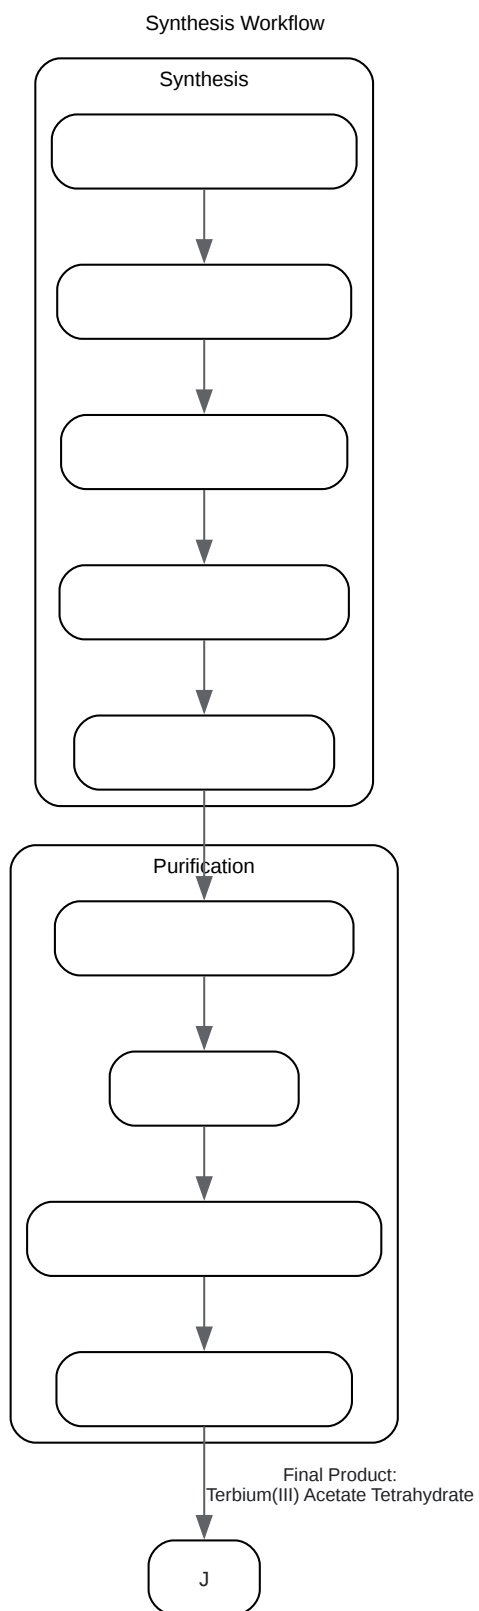 Synthesis Workflow
Synthesis
Purification
Final Product:
Terbium(III) Acetate Tetrahydrate
J